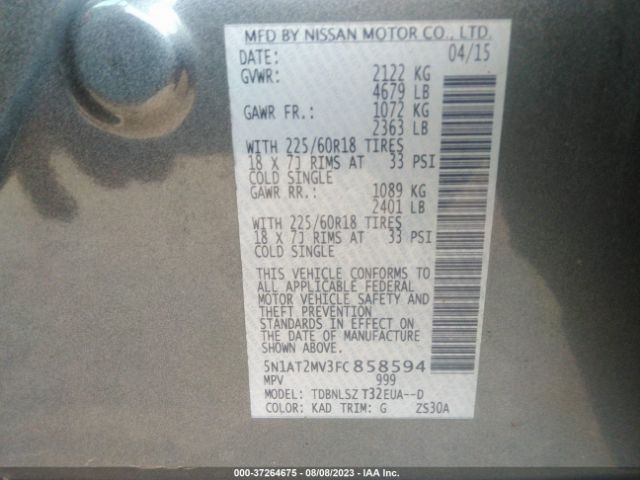 MFD BY NISSAN MOTOR CO., LTD.
DATE: 04/15
GVWR: 2122 KG
4679 LB
GAWR FR.: 1072 KG
2363 LB
WITH 225/60R18 TIRES
18 X 7J RIMS AT 33 PSI
COLD SINGLE
GAWR RR.: 1089 KG
2401 LB
WITH 225/60R18 TIRES
18 X 7J RIMS AT 33 PSI
COLD SINGLE
THIS VEHICLE CONFORMS TO
ALL APPLICABLE FEDERAL
MOTOR VEHICLE SAFETY AND
THEFT PREVENTION
STANDARDS IN EFFECT ON
THE DATE OF MANUFACTURE
SHOWN ABOVE.
5N1AT2MV3FC858594
MPV 999
MODEL: TDBNLSZ T32EUA--D
COLOR: KAD TRIM: G ZS30A
000-37264675 - 08/08/2023 - IAA Inc.